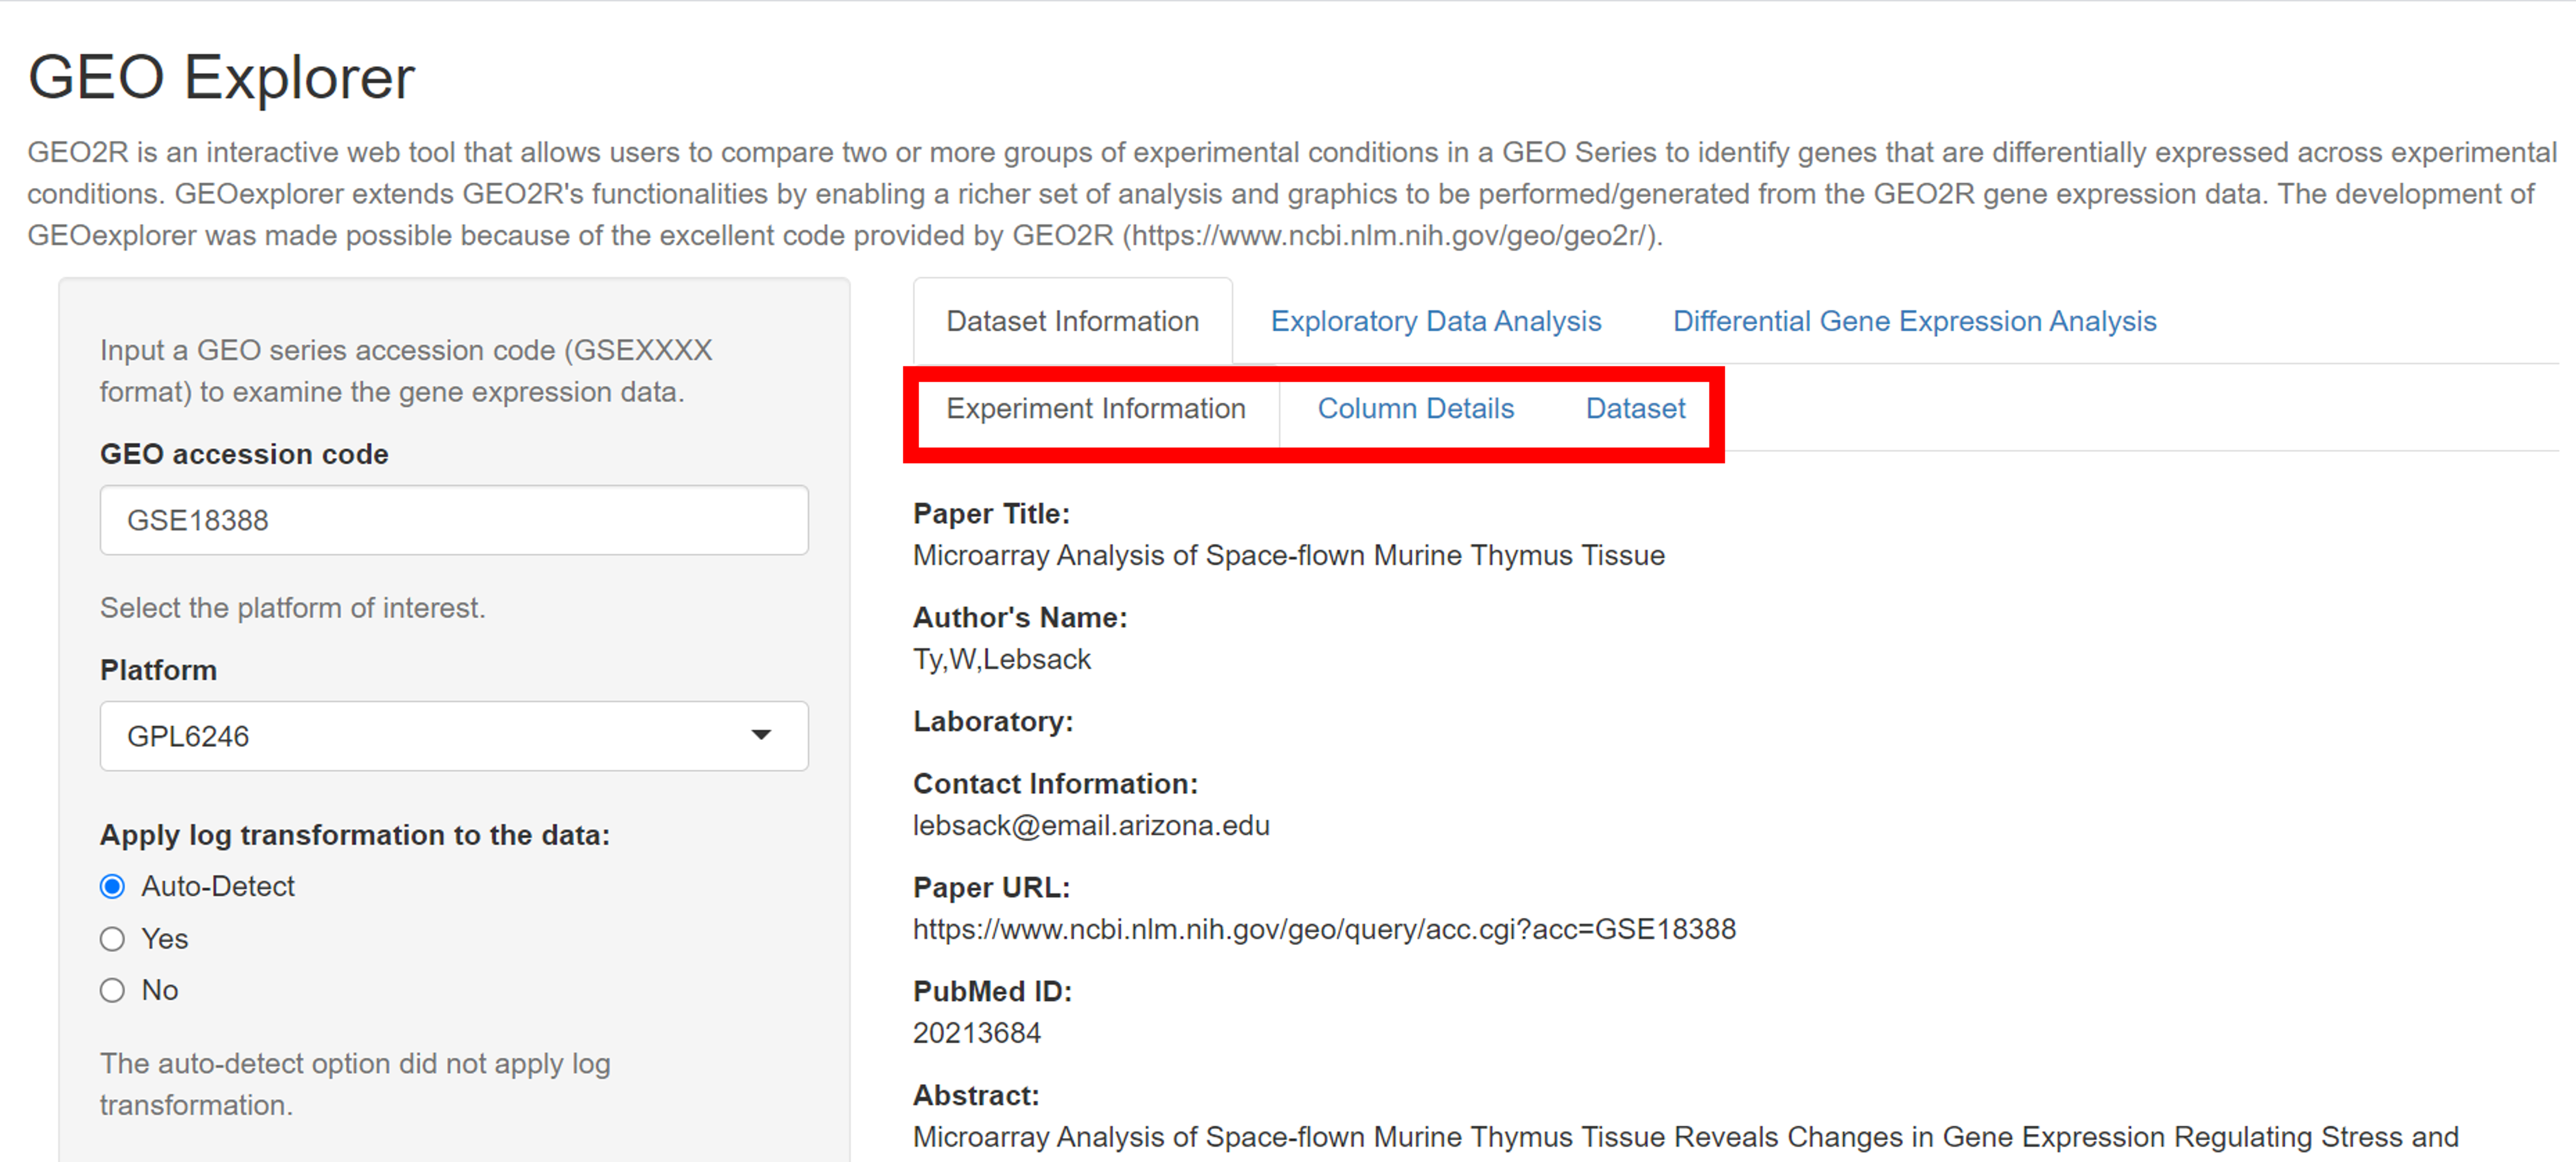 GEO Explorer
GEO2R is an interactive web tool that allows users to compare two or more groups of experimental conditions in a GEO Series to identify genes that are differentially expressed across experimental
conditions. GEOexplorer extends GEO2R's functionalities by enabling a richer set of analysis and graphics to be performed/generated from the GEO2R gene expression data. The development of
GEOexplorer was made possible because of the excellent code provided by GEO2R (https://www.ncbi.nlm.nih.gov/geo/geo2r/).
Input a GEO series accession code (GSEXXXX
format) to examine the gene expression data.
GEO accession code
GSE18388
Select the platform of interest.
Platform
GPL6246
Apply log transformation to the data:
Auto-Detect
Yes
No
The auto-detect option did not apply log
transformation.
Dataset Information Exploratory Data Analysis Differential Gene Expression Analysis
Experiment Information Column Details Dataset
Paper Title:
Microarray Analysis of Space-flown Murine Thymus Tissue
Author's Name:
Ty,W,Lebsack
Laboratory:
Contact Information:
lebsack@email.arizona.edu
Paper URL:
https://www.ncbi.nlm.nih.gov/geo/query/acc.cgi?acc=GSE18388
PubMed ID:
20213684
Abstract:
Microarray Analysis of Space-flown Murine Thymus Tissue Reveals Changes in Gene Expression Regulating Stress and